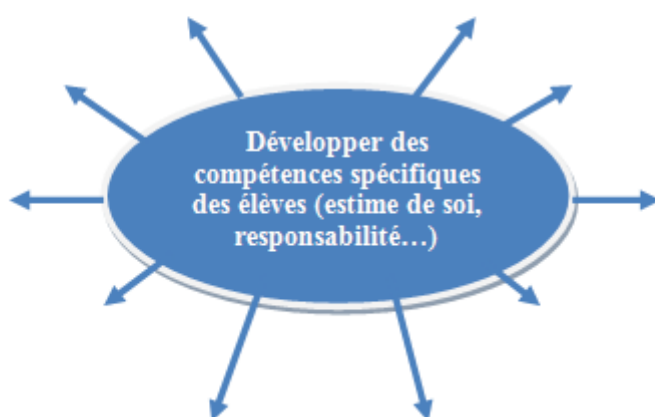 Développer des
compétences spécifiques
des élèves (estime de soi,
responsabilité…)